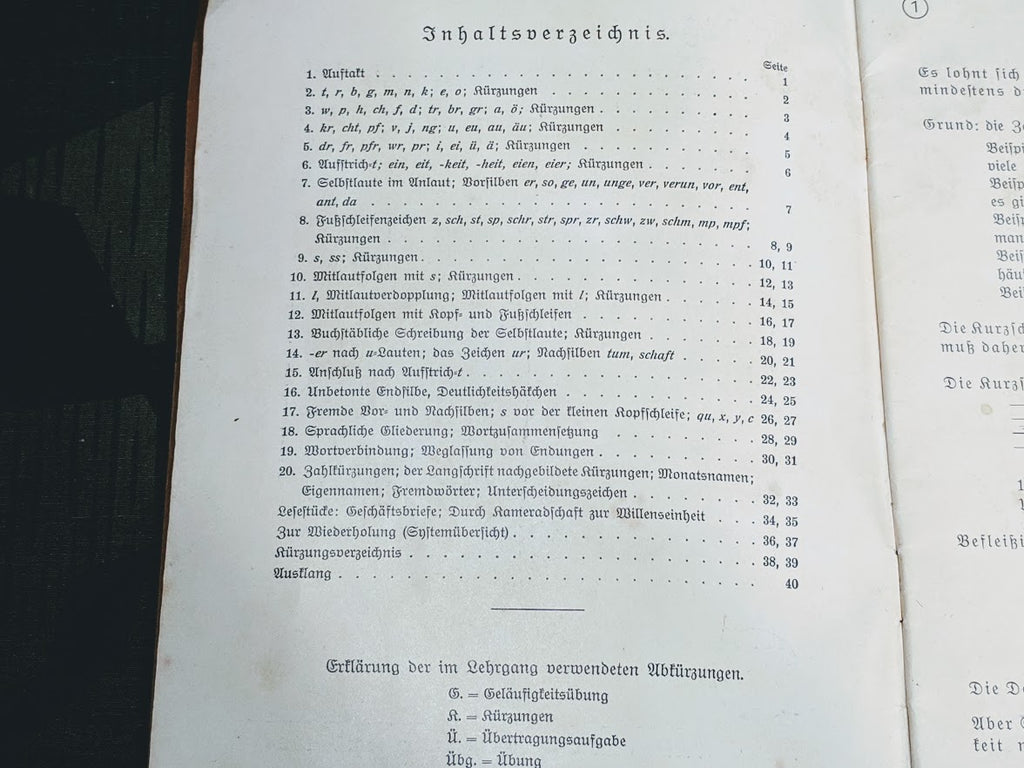 Inhaltsverzeichnis.
Seite
1. Auftakt . . . . . . . . . . . . . . . . . . . . 1
2. t, r, b, g, m, n, k; e, o; Kürzungen . . . . . . . . . . 2
3. w, p, h, ch, f, d; tr, br, gr; a, ö; Kürzungen . . . . . . . . 3
4. kr, cht, pf; v, j, ng; u, eu, au, äu; Kürzungen . . . . . . . 4
5. dr, fr, pfr, wr, pr; i, ei, ü, ä; Kürzungen . . . . . . . . . 5
6. Aufstrich-t; ein, eit, -keit, -heit, eien, eier; Kürzungen . . . . . . 6
7. Selbstlaute im Anlaut; Vorsilben er, so, ge, un, unge, ver, verun, vor, ent,
ant, da . . . . . . . . . . . . . . . . . . . . 7
8. Fußschleifenzeichen z, sch, st, sp, schr, str, spr, zr, schw, zw, schm, mp, mpf;
Kürzungen . . . . . . . . . . . . . . . . . . . 8, 9
9. s, ss; Kürzungen . . . . . . . . . . . . . . . . . 10, 11
10. Mitlautfolgen mit s; Kürzungen . . . . . . . . . . . . 12, 13
11. l, Mitlautverdopplung; Mitlautfolgen mit l; Kürzungen . . . . . 14, 15
12. Mitlautfolgen mit Kopf- und Fußschleifen . . . . . . . . . 16, 17
13. Buchstäbliche Schreibung der Selbstlaute; Kürzungen . . . . . . 18, 19
14. -er nach u-Lauten; das Zeichen ur; Nachsilben tum, schaft . . . . 20, 21
15. Anschluß nach Aufstrich-t . . . . . . . . . . . . . . 22, 23
16. Unbetonte Endsilbe, Deutlichkeitshäkchen . . . . . . . . . 24, 25
17. Fremde Vor- und Nachsilben; s vor der kleinen Kopfschleife; qu, x, y, c 26, 27
18. Sprachliche Gliederung; Wortzusammensetzung . . . . . . . 28, 29
19. Wortverbindung; Weglassung von Endungen . . . . . . . . 30, 31
20. Zahlkürzungen; der Langschrift nachgebildete Kürzungen; Monatsnamen;
Eigennamen; Fremdwörter; Unterscheidungszeichen . . . . . . 32, 33
Lesestücke: Geschäftsbriefe; Durch Kameradschaft zur Willenseinheit . . . 34, 35
Zur Wiederholung (Systemübersicht) . . . . . . . . . . . . 36, 37
Kürzungsverzeichnis . . . . . . . . . . . . . . . . . 38, 39
Ausklang . . . . . . . . . . . . . . . . . . . . . 40
Erklärung der im Lehrgang verwendeten Abkürzungen.
G. = Geläufigkeitsübung
K. = Kürzungen
Ü. = Übertragungsaufgabe
Übg. = Übung
1
Es lohnt sich
mindestens
Grund: die
viele
es
man
Die
muß daher
Die
Die
Aber
keit